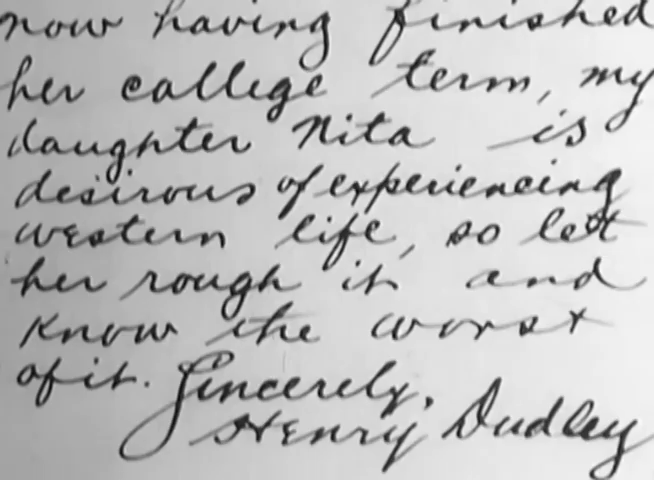 now having finished
her college term, my
daughter Nita is
desirous of experiencing
western life, so let
her rough it and
know the worst
of it. Sincerely,
Henry Dudley